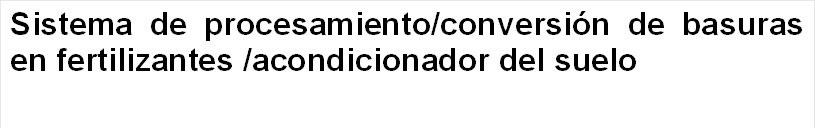 Sistema de procesamiento/conversión de basuras
en fertilizantes /acondicionador del suelo